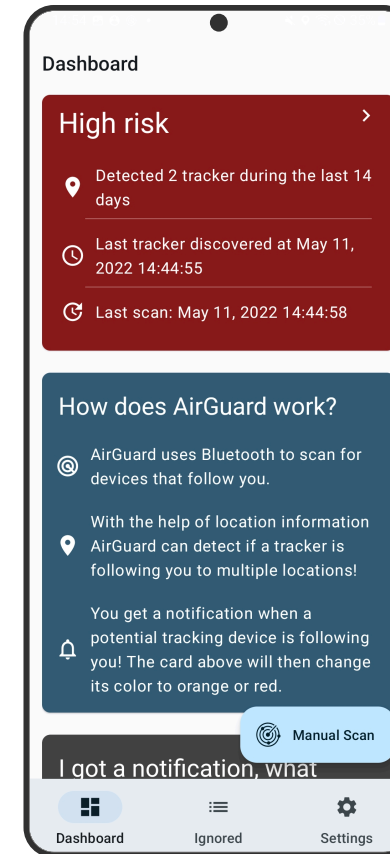 Dashboard
High risk
Detected 2 tracker during the last 14
days
Last tracker discovered at May 11,
2022 14:44:55
Last scan: May 11, 2022 14:44:58
How does AirGuard work?
AirGuard uses Bluetooth to scan for
devices that follow you.
With the help of location information
AirGuard can detect if a tracker is
following you to multiple locations!
You get a notification when a
potential tracking device is following
you! The card above will then change
its color to orange or red.
Manual Scan
I got a notification, what
Dashboard
Ignored
Settings